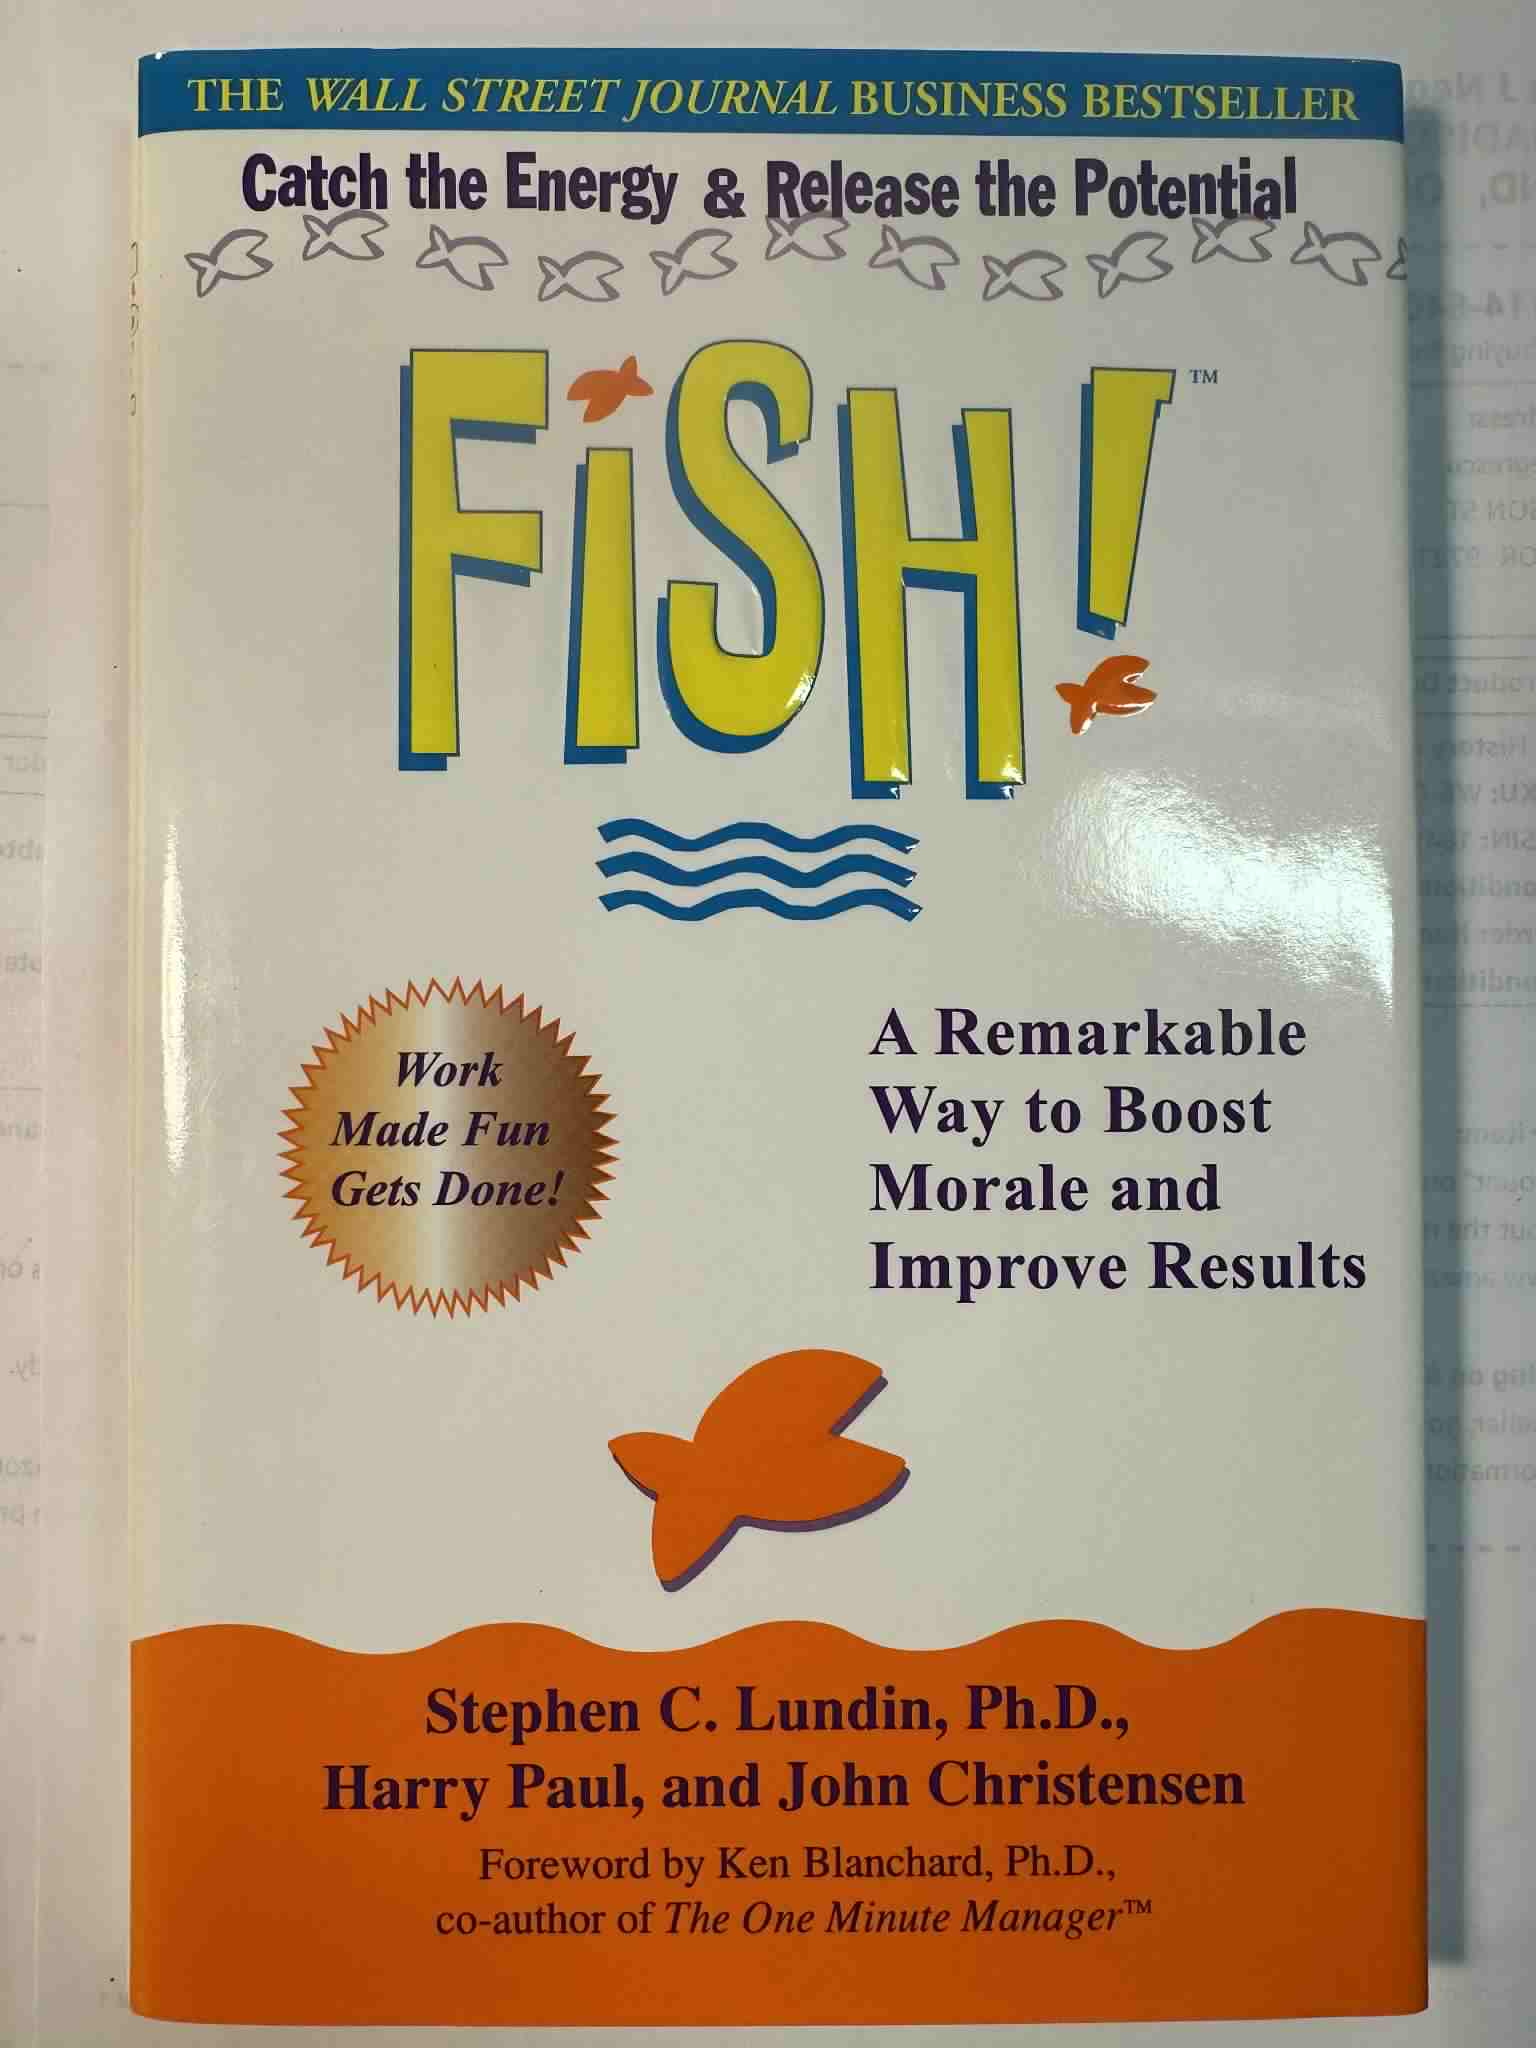 THE WALL STREET JOURNAL BUSINESS BESTSELLER
Catch the Energy & Release the Potential
FiSH!™
Work
Made Fun
Gets Done!
A Remarkable
Way to Boost
Morale and
Improve Results
Stephen C. Lundin, Ph.D.,
Harry Paul, and John Christensen
Foreword by Ken Blanchard, Ph.D.,
co-author of The One Minute Manager™